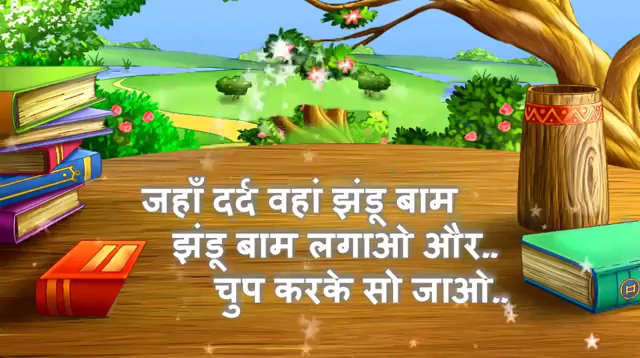 जहाँ दर्द वहां झंडू बाम
झंडू बाम लगाओ और..
चुप करके सो जाओ..